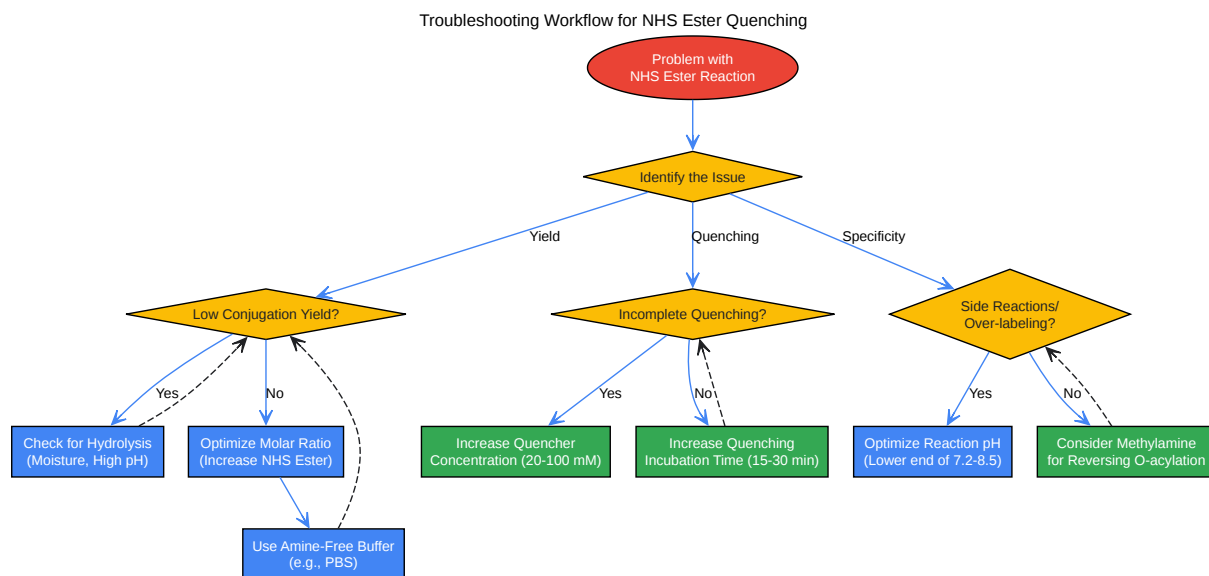 Troubleshooting Workflow for NHS Ester Quenching
Problem with
NHS Ester Reaction
Identify the Issue
Yield
Quenching
Specificity
Low Conjugation Yield?
Incomplete Quenching?
Side Reactions/
Over-labeling?
Yes
No
Yes
No
Yes
No
Check for Hydrolysis
(Moisture, High pH)
Optimize Molar Ratio
(Increase NHS Ester)
Increase Quencher
Concentration (20-100 mM)
Increase Quenching
Incubation Time (15-30 min)
Optimize Reaction pH
(Lower end of 7.2-8.5)
Consider Methylamine
for Reversing O-acylation
Use Amine-Free Buffer
(e.g., PBS)